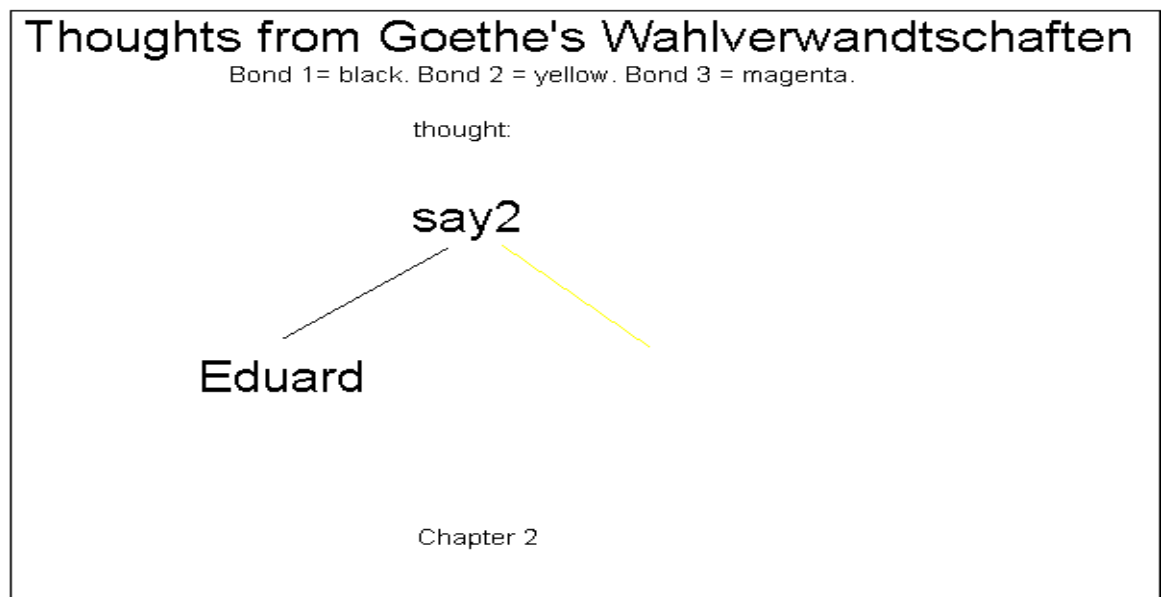 Thoughts from Goethe's Wahlverwandtschaften
Bond 1= black. Bond 2 = yellow. Bond 3 = magenta.
thought:
say2
Eduard
Chapter 2